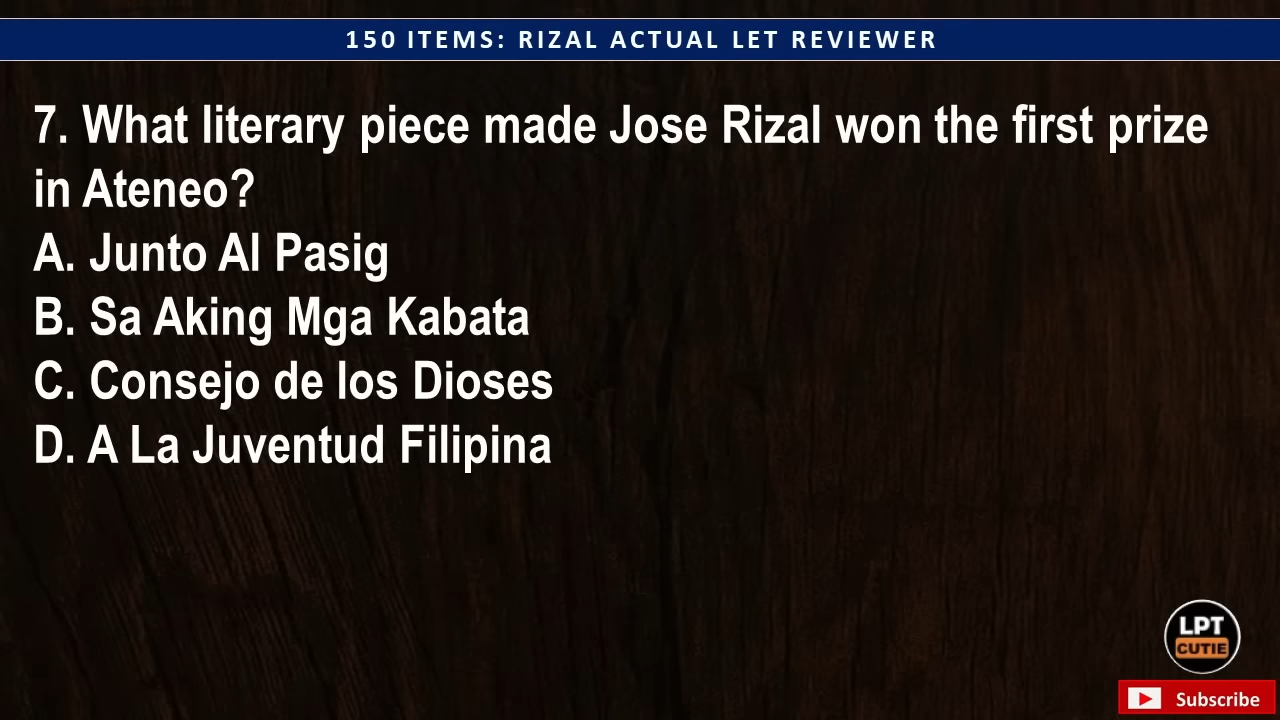 150 ITEMS: RIZAL ACTUAL LET REVIEWER
7. What literary piece made Jose Rizal won the first prize
in Ateneo?
A. Junto Al Pasig
B. Sa Aking Mga Kabata
C. Consejo de los Dioses
D. A La Juventud Filipina
LPT
CUTIE
Subscribe